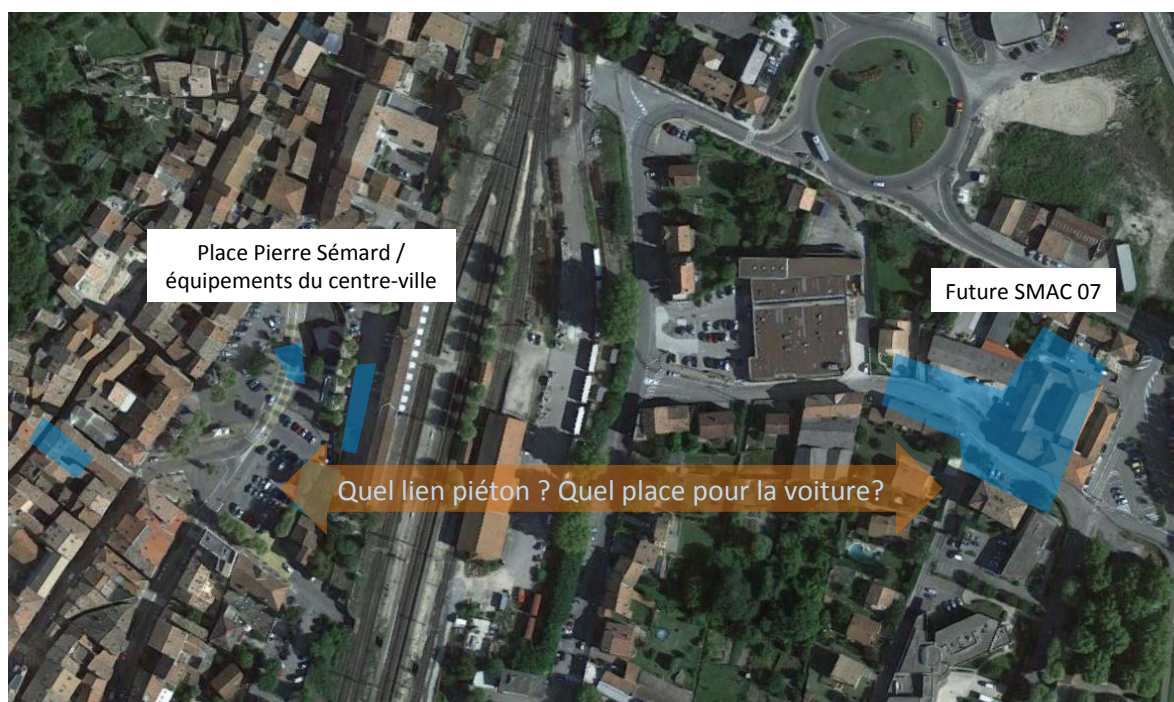 Place Pierre Sémard /
équipements du centre-ville
Future SMAC 07
Quel lien piéton ? Quel place pour la voiture?